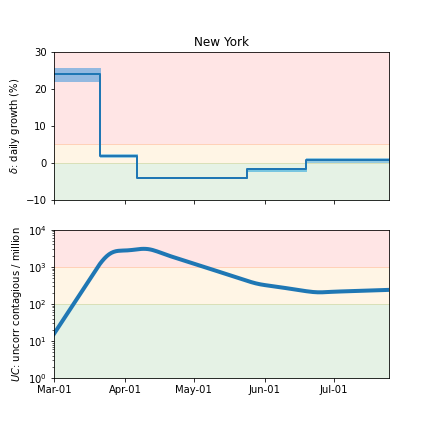 New York
δ: daily growth (%)
30
20
10
0
−10
UC: uncorr contagious / million
10⁴
10³
10²
10¹
10⁰
Mar-01 Apr-01 May-01 Jun-01 Jul-01